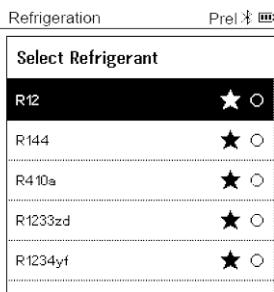 Refrigeration Prel
Select Refrigerant
R12
R144
R410a
R1233zd
R1234yf